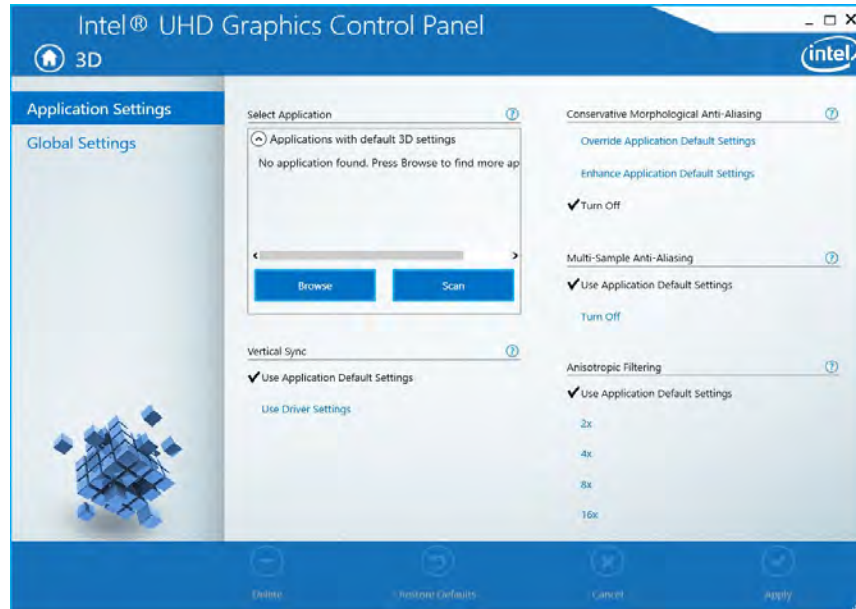 Intel® UHD Graphics Control Panel
3D
intel
Application Settings
Global Settings
Select Application
Applications with default 3D settings
No application found. Press Browse to find more ap
Browse
Scan
Vertical Sync
Use Application Default Settings
Use Driver Settings
Conservative Morphological Anti-Aliasing
Override Application Default Settings
Enhance Application Default Settings
Turn Off
Multi-Sample Anti-Aliasing
Use Application Default Settings
Turn Off
Anisotropic Filtering
Use Application Default Settings
2x
4x
8x
16x
Delete
Restore Defaults
Cancel
Apply